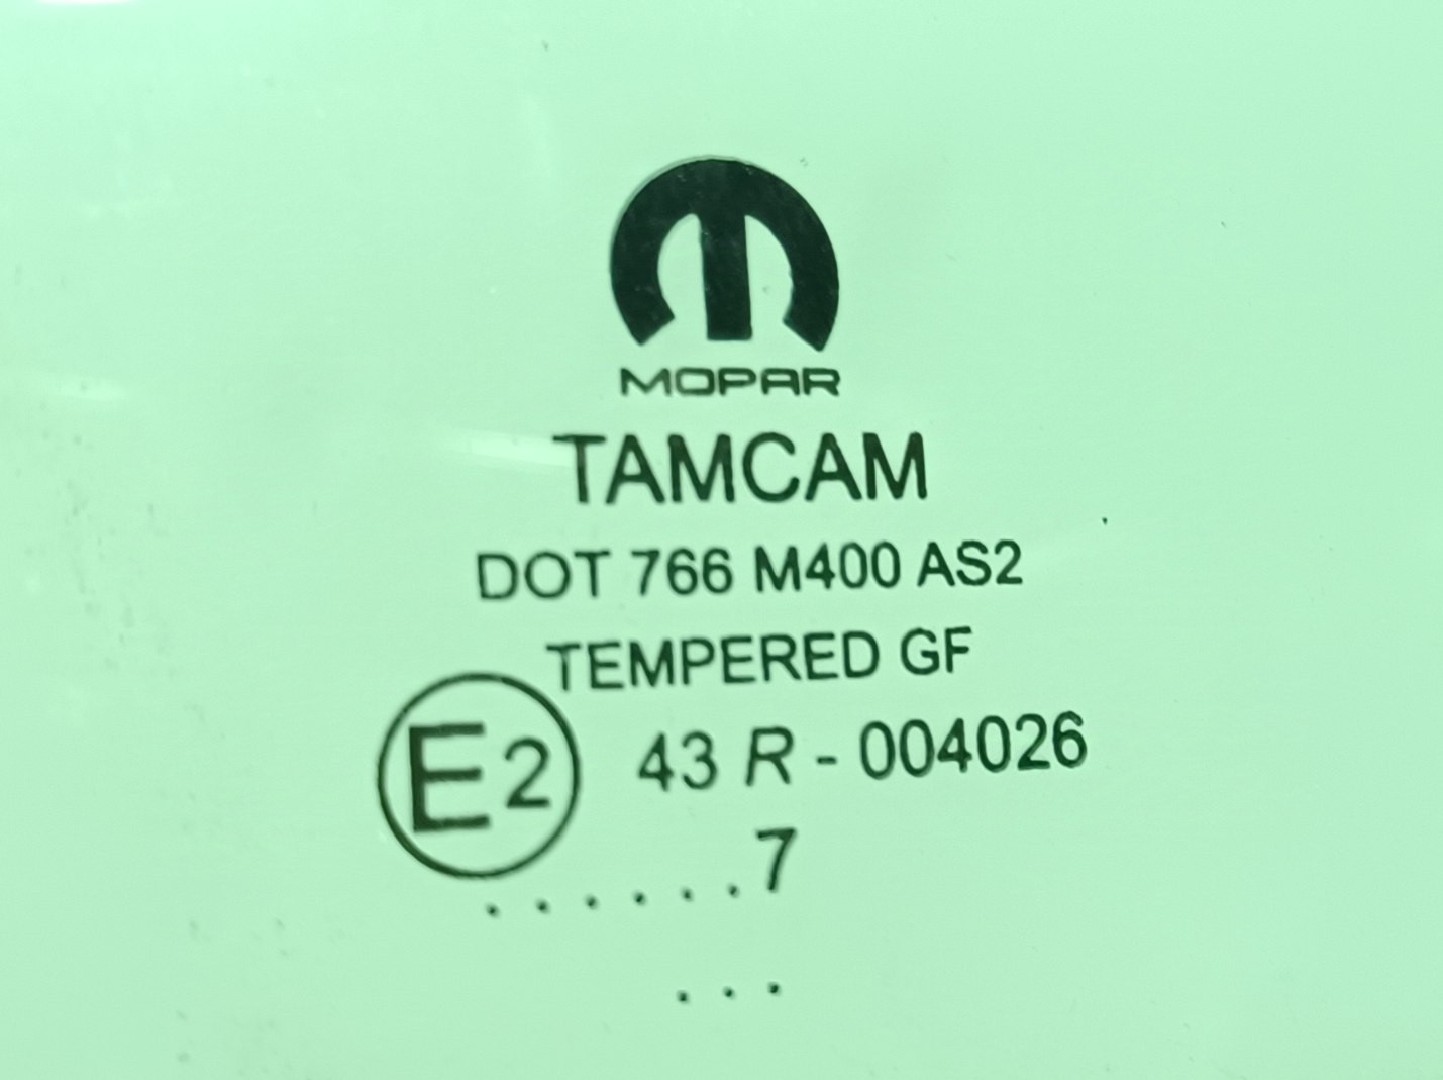 MOPAR
TAMCAM
DOT 766 M400 AS2
TEMPERED GF
E2 43 R - 004026
.......7
...